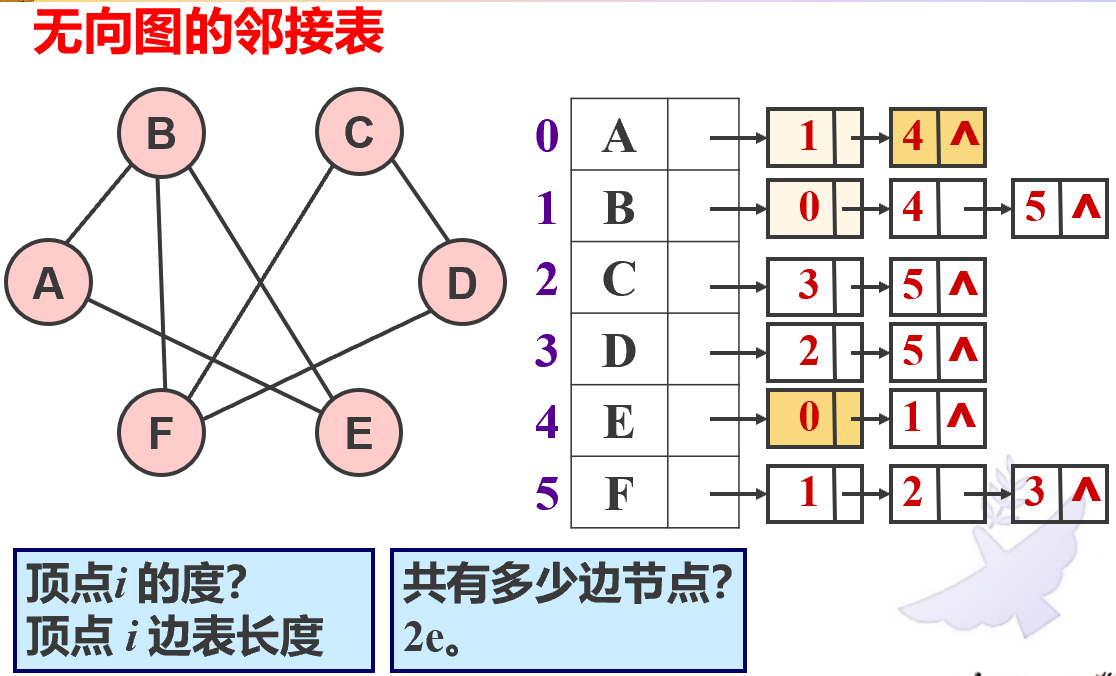 无向图的邻接表
B
C
A
D
F
E
0 A 1 4 ∧
1 B 0 4 5 ∧
2 C 3 5 ∧
3 D 2 5 ∧
4 E 0 1 ∧
5 F 1 2 3 ∧
顶点i 的度?
顶点 i 边表长度
共有多少边节点?
2e。